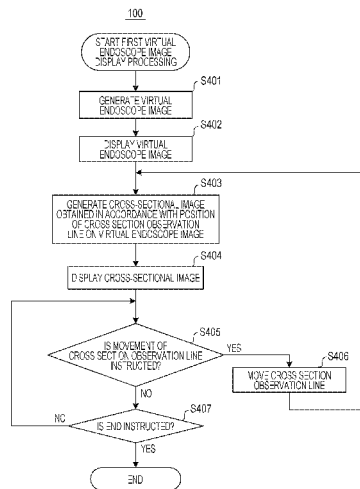 100
START FIRST VIRTUAL
ENDOSCOPE IMAGE
DISPLAY PROCESSING
S401
GENERATE VIRTUAL
ENDOSCOPE IMAGE
S402
DISPLAY VIRTUAL
ENDOSCOPE IMAGE
S403
GENERATE CROSS-SECTIONAL IMAGE
OBTAINED IN ACCORDANCE WITH POSITION
OF CROSS SECTION OBSERVATION
LINE ON VIRTUAL ENDOSCOPE IMAGE
S404
DISPLAY CROSS-SECTIONAL IMAGE
S405
IS MOVEMENT OF
CROSS SECTION OBSERVATION LINE
INSTRUCTED?
YES
S406
MOVE CROSS SECTION
OBSERVATION LINE
NO
S407
IS END INSTRUCTED?
NO
YES
END